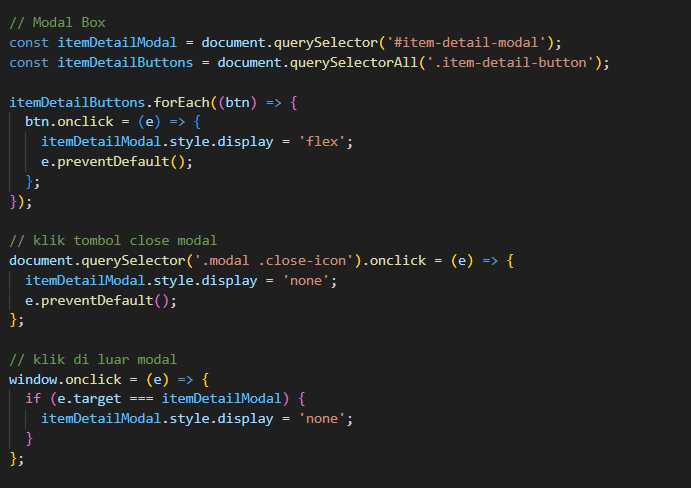 // Modal Box
const itemDetailModal = document.querySelector('#item-detail-modal');
const itemDetailButtons = document.querySelectorAll('.item-detail-button');

itemDetailButtons.forEach((btn) => {
  btn.onclick = (e) => {
    itemDetailModal.style.display = 'flex';
    e.preventDefault();
  };
});

// klik tombol close modal
document.querySelector('.modal .close-icon').onclick = (e) => {
  itemDetailModal.style.display = 'none';
  e.preventDefault();
};

// klik di luar modal
window.onclick = (e) => {
  if (e.target === itemDetailModal) {
    itemDetailModal.style.display = 'none';
  }
};